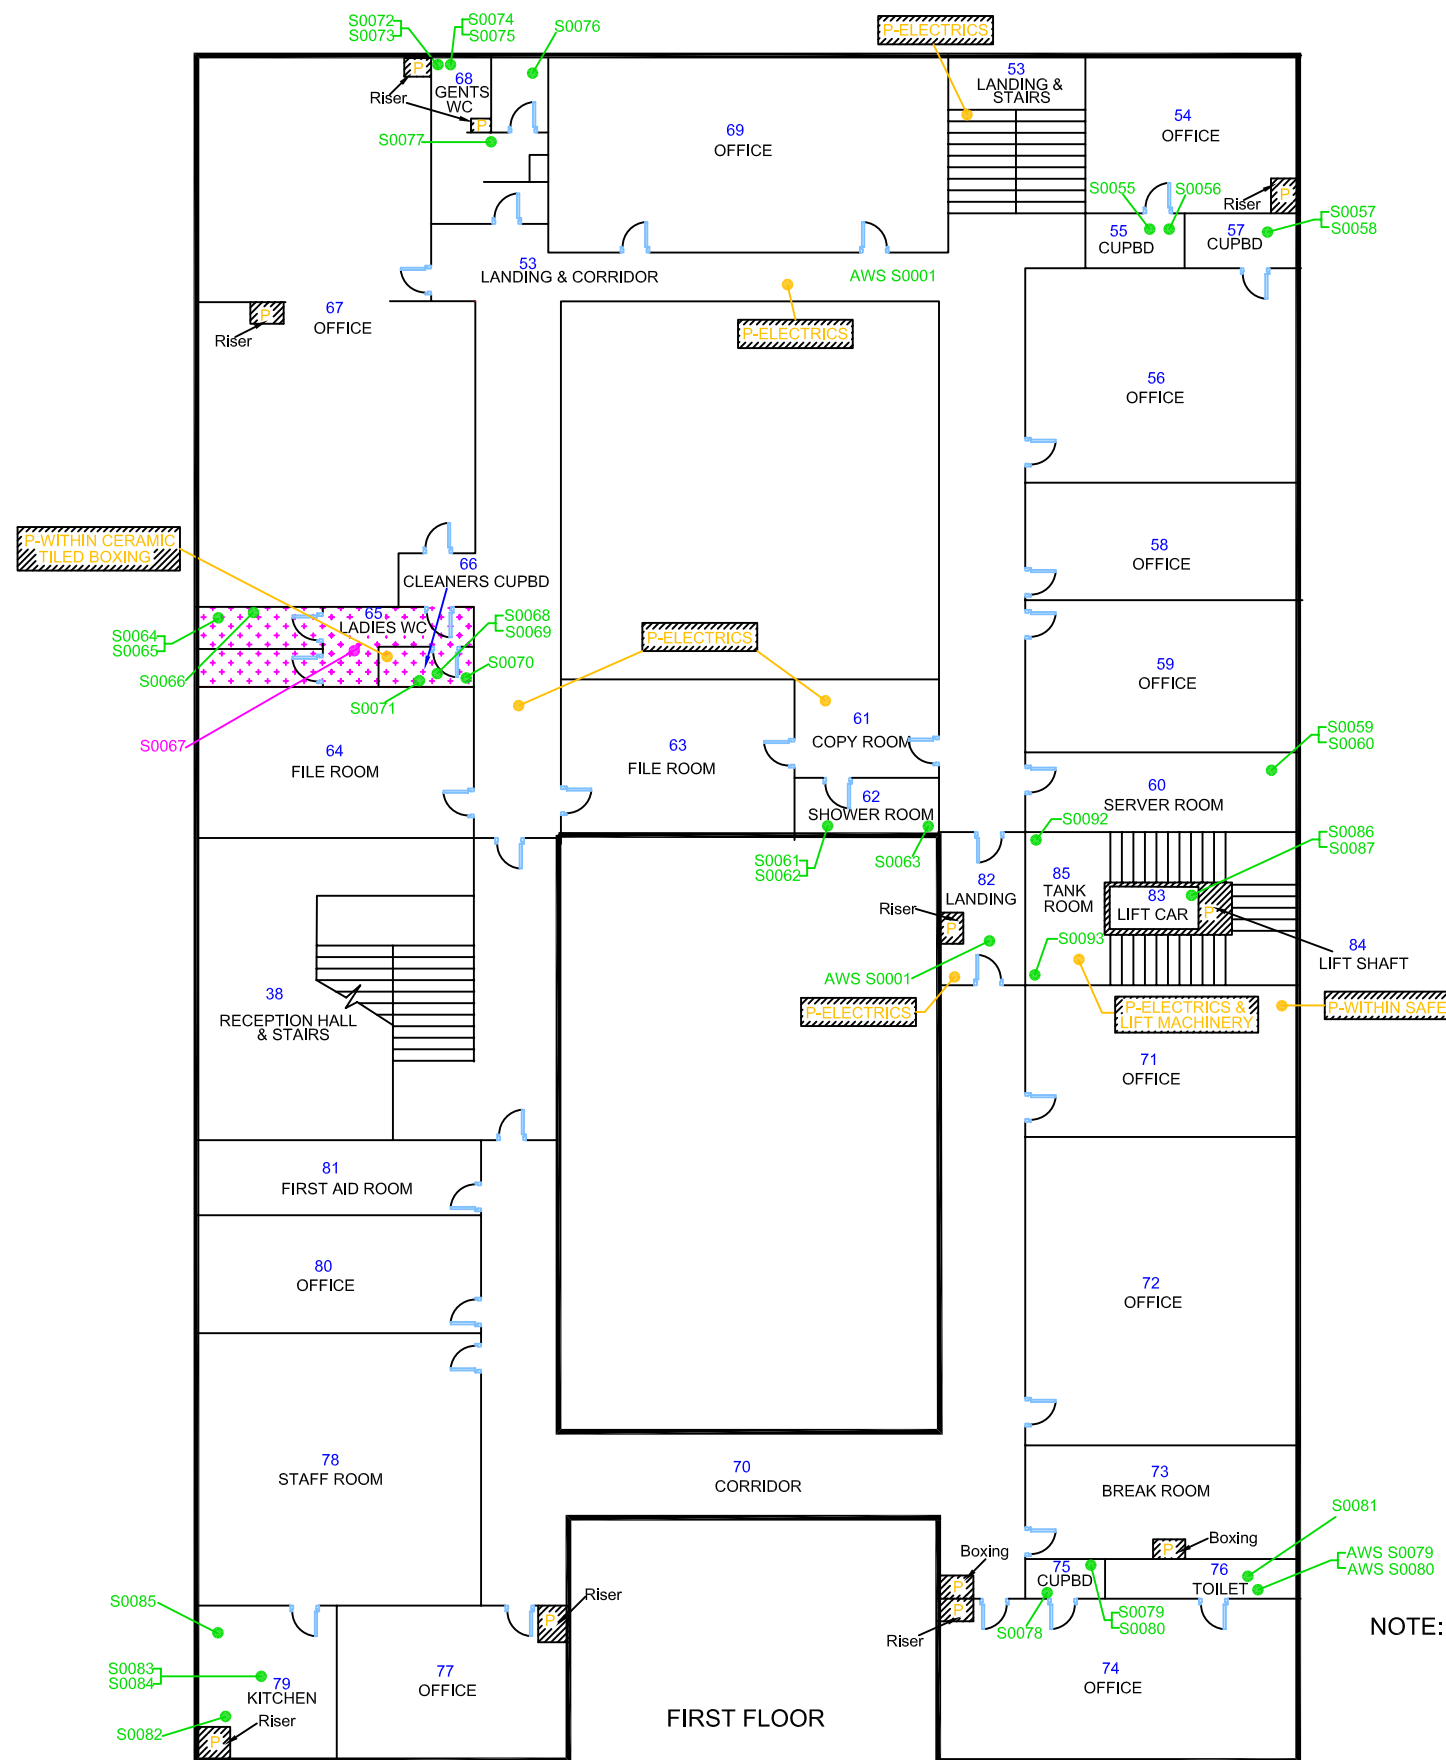 S0072
S0073
S0074
S0075
S0076
P-ELECTRICS
P
Riser
68
GENTS
WC
P
S0077
69
OFFICE
53
LANDING &
STAIRS
54
OFFICE
S0055
S0056
Riser
P
S0057
S0058
55
CUPBD
57
CUPBD
53
LANDING & CORRIDOR
AWS S0001
P-ELECTRICS
67
OFFICE
P
Riser
56
OFFICE
P-WITHIN CERAMIC
TILED BOXING
58
OFFICE
66
CLEANERS CUPBD
65
LADIES WC
S0064
S0065
S0066
S0067
S0068
S0069
S0070
S0071
P-ELECTRICS
59
OFFICE
64
FILE ROOM
63
FILE ROOM
61
COPY ROOM
62
SHOWER ROOM
S0061
S0062
S0063
S0059
S0060
60
SERVER ROOM
S0092
S0086
S0087
82
LANDING
85
TANK
ROOM
83
LIFT CAR
P
Riser
P
84
LIFT SHAFT
S0093
AWS S0001
P-ELECTRICS
P-ELECTRICS &
LIFT MACHINERY
P-WITHIN SAFE
38
RECEPTION HALL
& STAIRS
71
OFFICE
81
FIRST AID ROOM
80
OFFICE
72
OFFICE
78
STAFF ROOM
70
CORRIDOR
73
BREAK ROOM
S0081
P
Boxing
Boxing
P
P
Riser
75
CUPBD
76
TOILET
AWS S0079
AWS S0080
S0078
S0079
S0080
NOTE:
S0085
P
Riser
S0083
S0084
79
KITCHEN
77
OFFICE
74
OFFICE
S0082
P
Riser
FIRST FLOOR